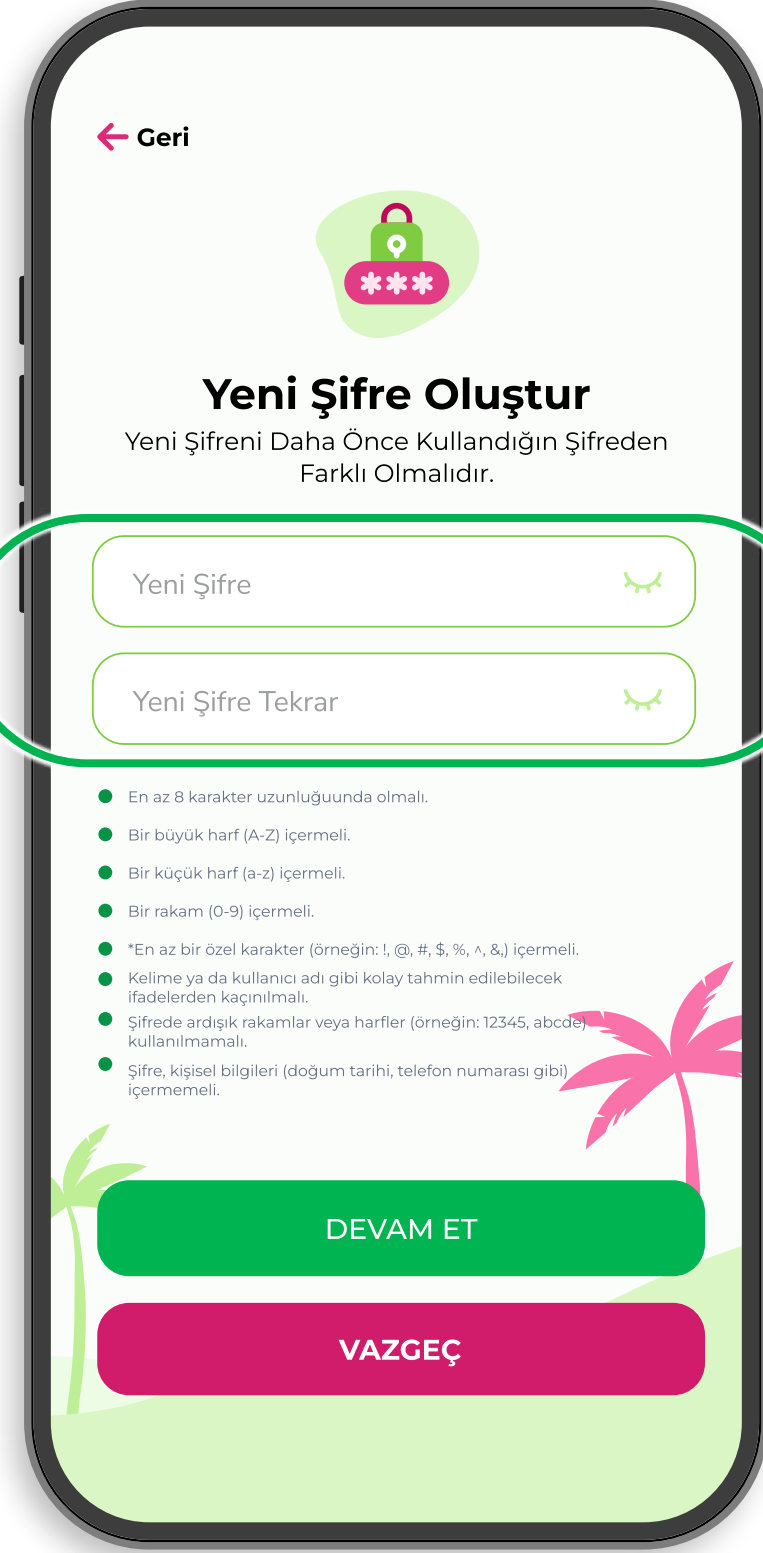 Geri
***
Yeni Şifre Oluştur
Yeni Şifreni Daha Önce Kullandığın Şifreden
Farklı Olmalıdır.
Yeni Şifre
Yeni Şifre Tekrar
En az 8 karakter uzunluğuunda olmalı.
Bir büyük harf (A-Z) içermeli.
Bir küçük harf (a-z) içermeli.
Bir rakam (0-9) içermeli.
*En az bir özel karakter (örneğin: !, @, #, $, %, ^, &,) içermeli.
Kelime ya da kullanıcı adı gibi kolay tahmin edilebilecek
ifadelerden kaçınılmalı.
Şifrede ardışık rakamlar veya harfler (örneğin: 12345, abcde)
kullanılmamalı.
Şifre, kişisel bilgileri (doğum tarihi, telefon numarası gibi)
içermemeli.
DEVAM ET
VAZGEÇ